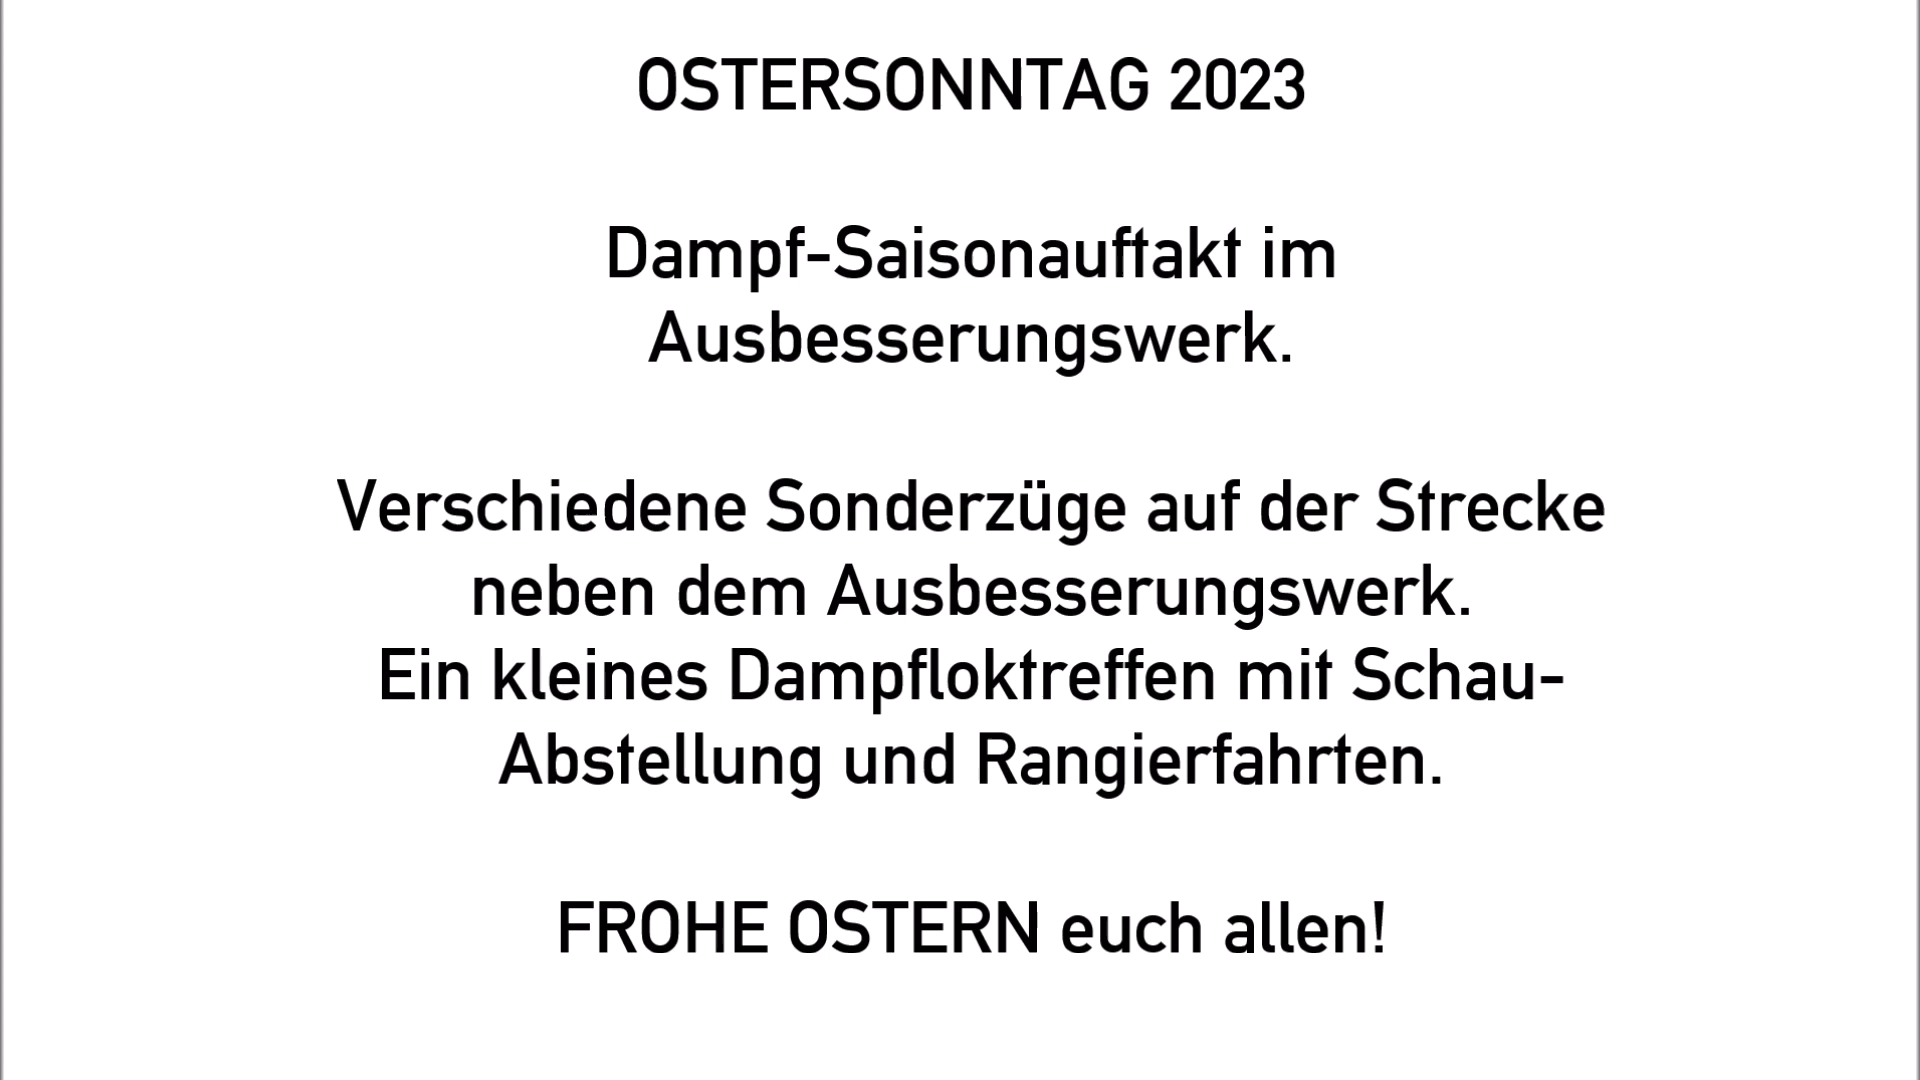 OSTERSONNTAG 2023
Dampf-Saisonauftakt im
Ausbesserungswerk.
Verschiedene Sonderzüge auf der Strecke
neben dem Ausbesserungswerk.
Ein kleines Dampfloktreffen mit Schau-
Abstellung und Rangierfahrten.
FROHE OSTERN euch allen!